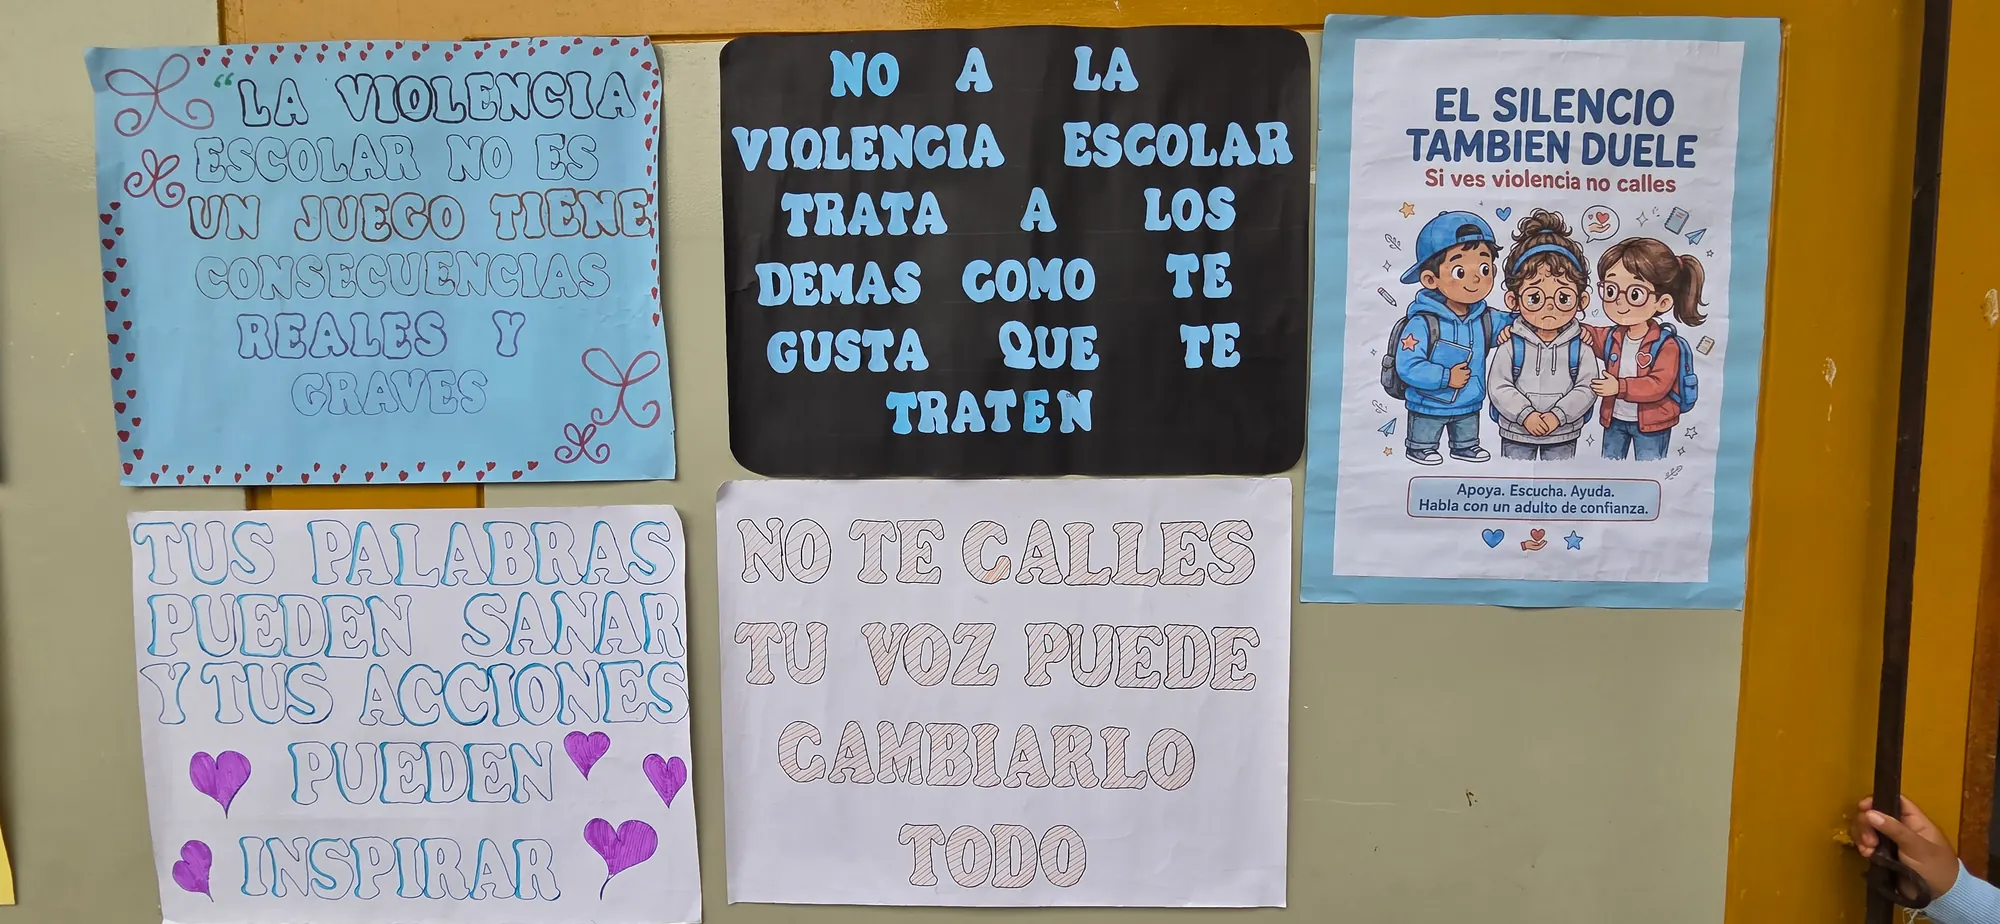 "LA VIOLENCIA
ESCOLAR NO ES
UN JUEGO TIENE
CONSECUENCIAS
REALES Y
GRAVES
NO A LA
VIOLENCIA ESCOLAR
TRATA A LOS
DEMAS COMO TE
GUSTA QUE TE
TRATEN
EL SILENCIO
TAMBIEN DUELE
Si ves violencia no calles
Apoya. Escucha. Ayuda.
Habla con un adulto de confianza.
TUS PALABRAS
PUEDEN SANAR
Y TUS ACCIONES
PUEDEN
INSPIRAR
NO TE CALLES
TU VOZ PUEDE
CAMBIARLO
TODO